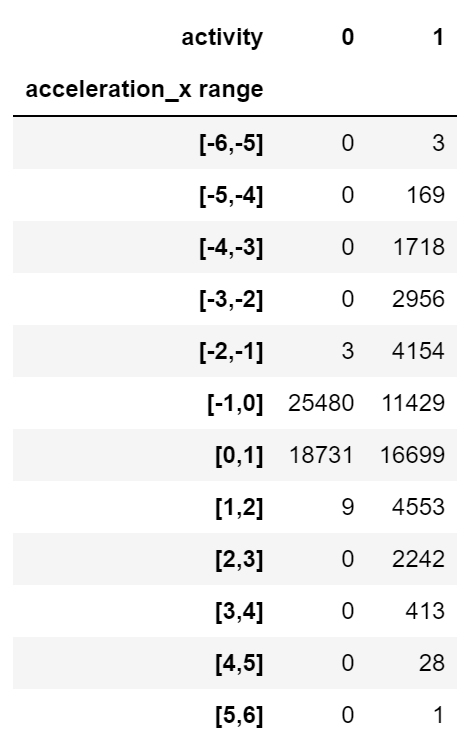 activity 0 1
acceleration_x range
[-6,-5] 0 3
[-5,-4] 0 169
[-4,-3] 0 1718
[-3,-2] 0 2956
[-2,-1] 3 4154
[-1,0] 25480 11429
[0,1] 18731 16699
[1,2] 9 4553
[2,3] 0 2242
[3,4] 0 413
[4,5] 0 28
[5,6] 0 1